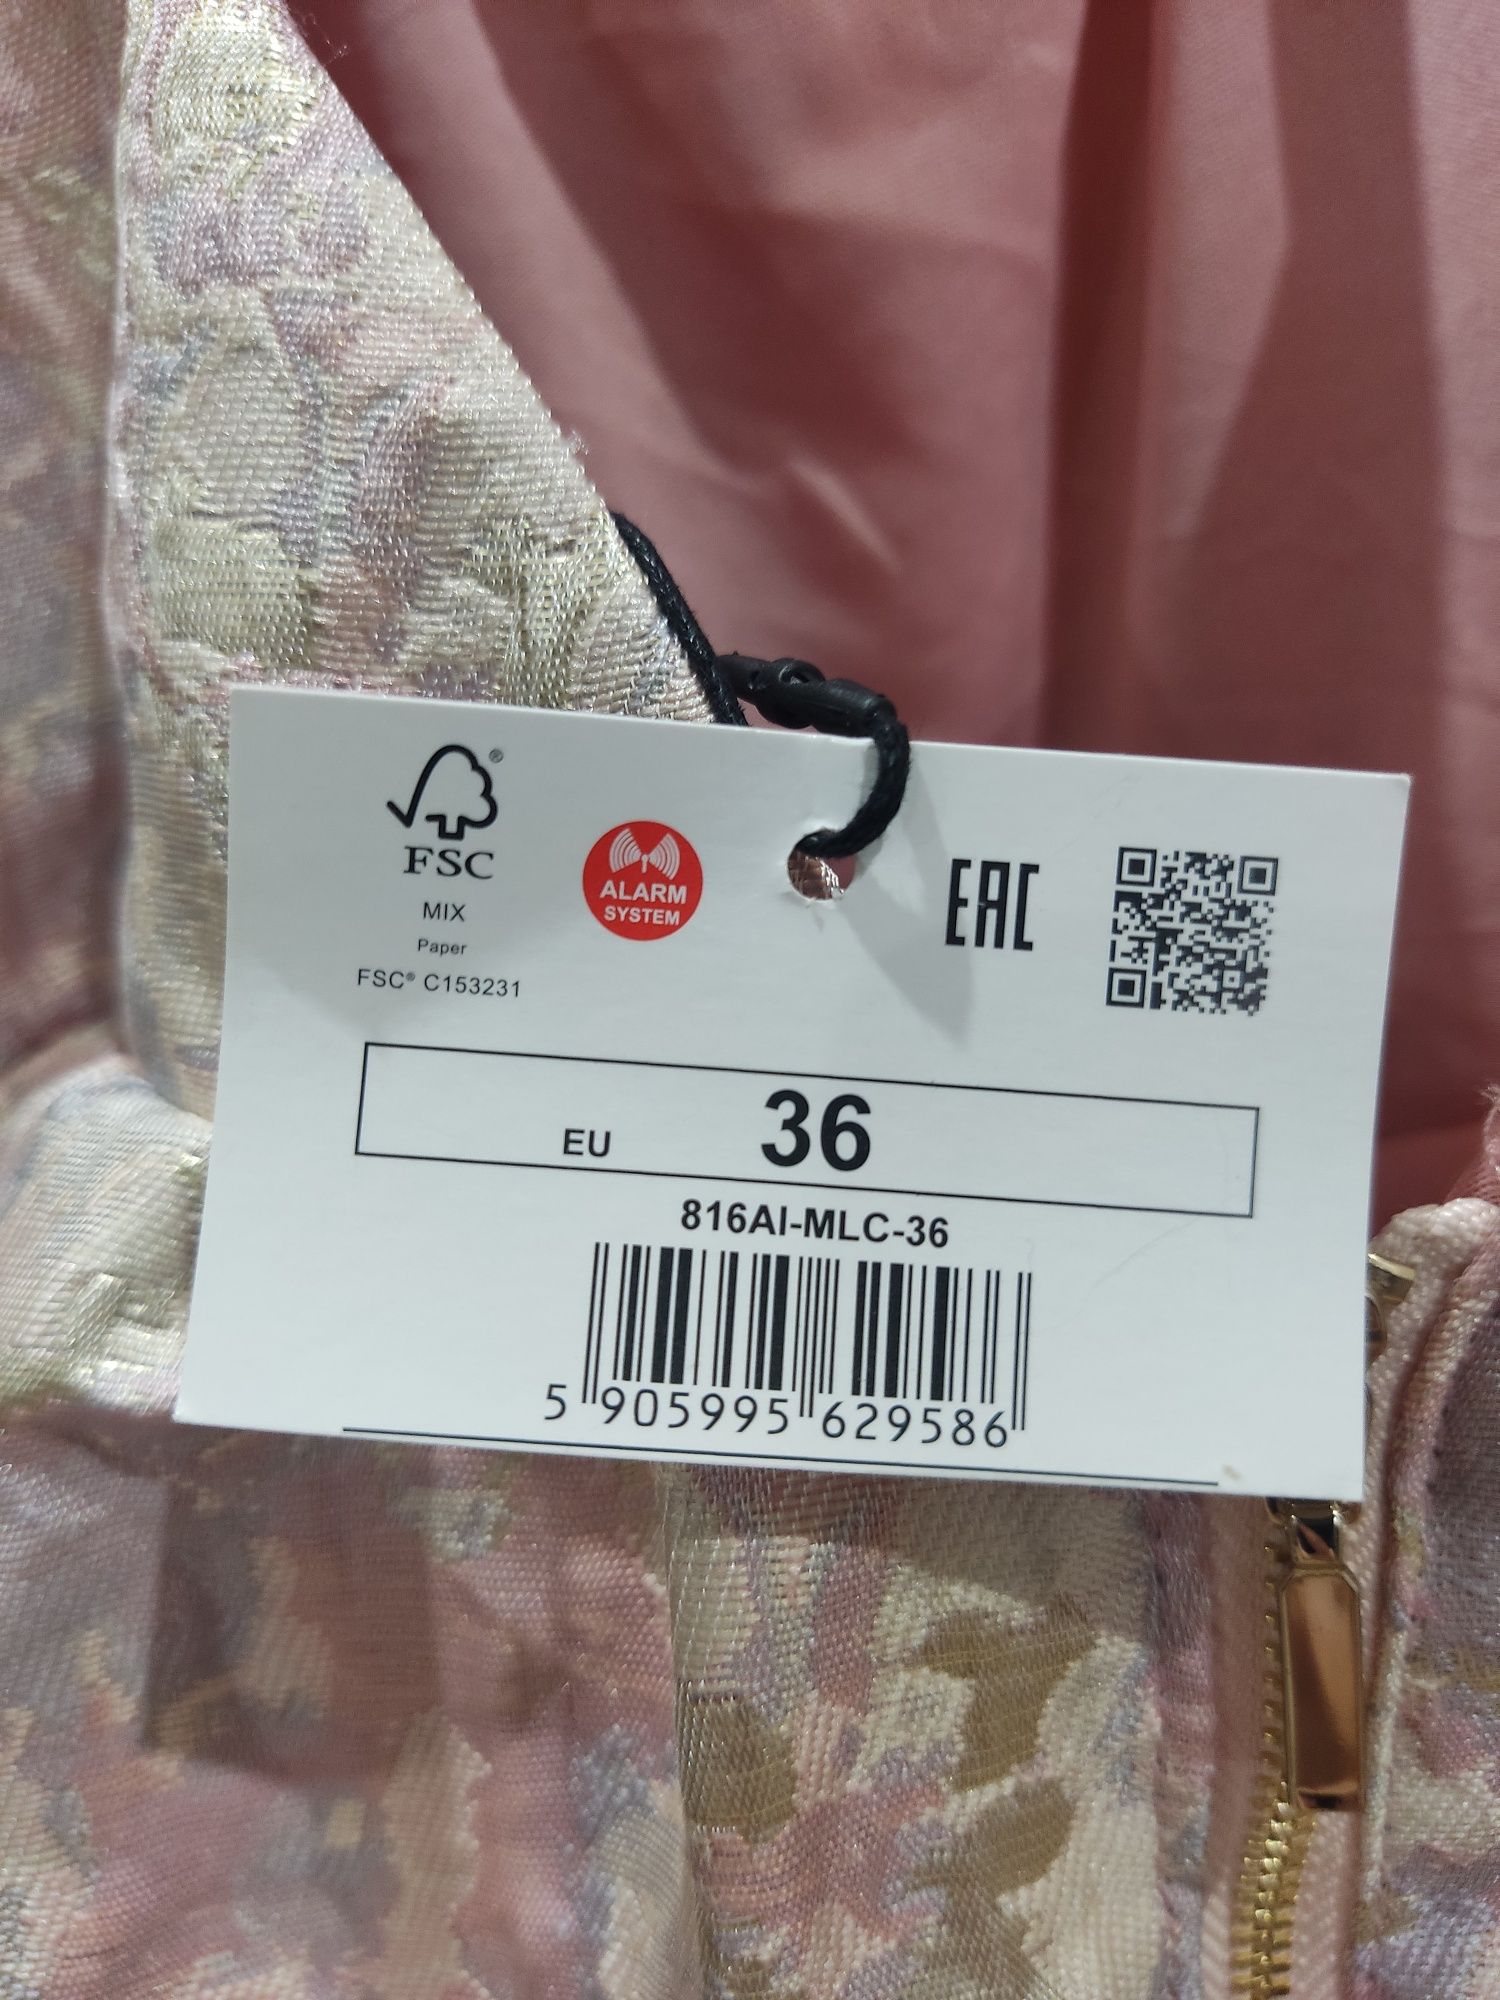 ®
FSC
MIX
Paper
FSC® C153231
ALARM
SYSTEM
EAC
EU 36
816AI-MLC-36
5 905995 629586